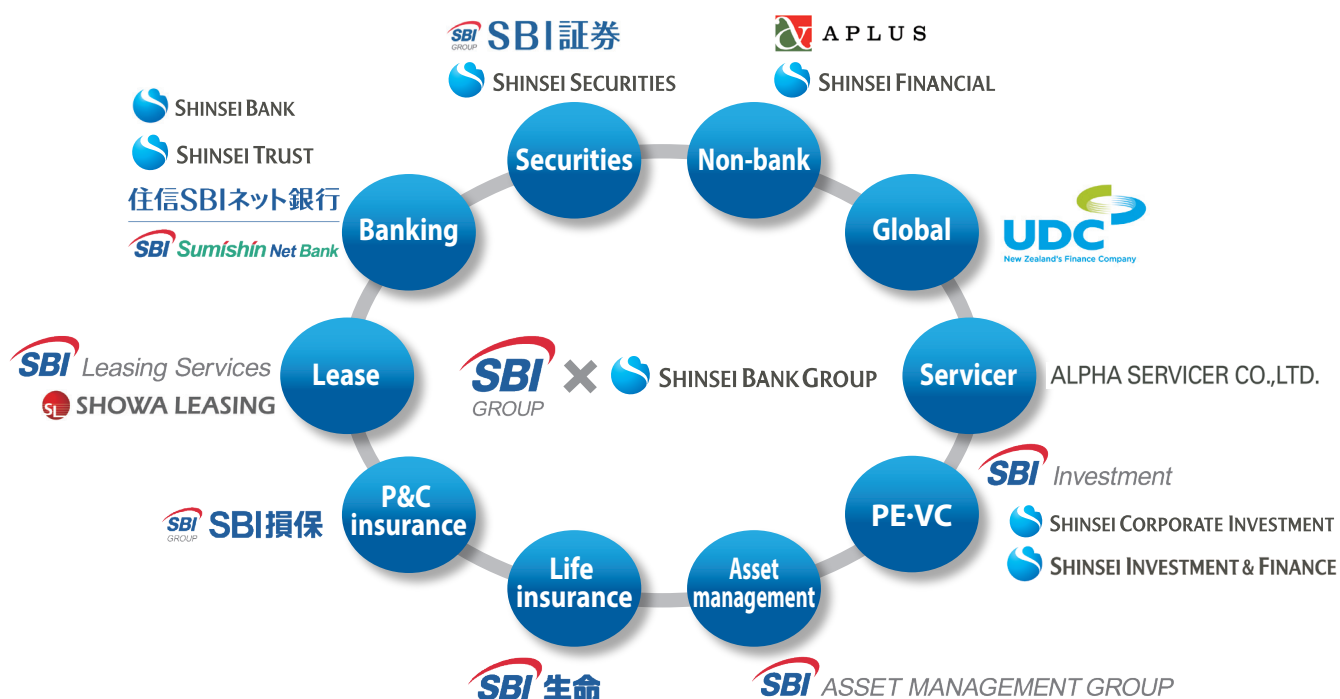 SBI GROUP SBI証券
SHINSEI SECURITIES
APLUS
SHINSEI FINANCIAL
SHINSEI BANK
SHINSEI TRUST
住信SBIネット銀行
SBI Sumishin Net Bank
Securities
Non-bank
Banking
Global
UDC
New Zealand's Finance Company
SBI Leasing Services
SL SHOWA LEASING
Lease
SBI GROUP
SHINSEI BANK GROUP
Servicer
ALPHA SERVICER CO.,LTD.
SBI GROUP SBI損保
P&C
insurance
PE·VC
SBI Investment
SHINSEI CORPORATE INVESTMENT
SHINSEI INVESTMENT & FINANCE
Life
insurance
Asset
management
SBI生命
SBI ASSET MANAGEMENT GROUP